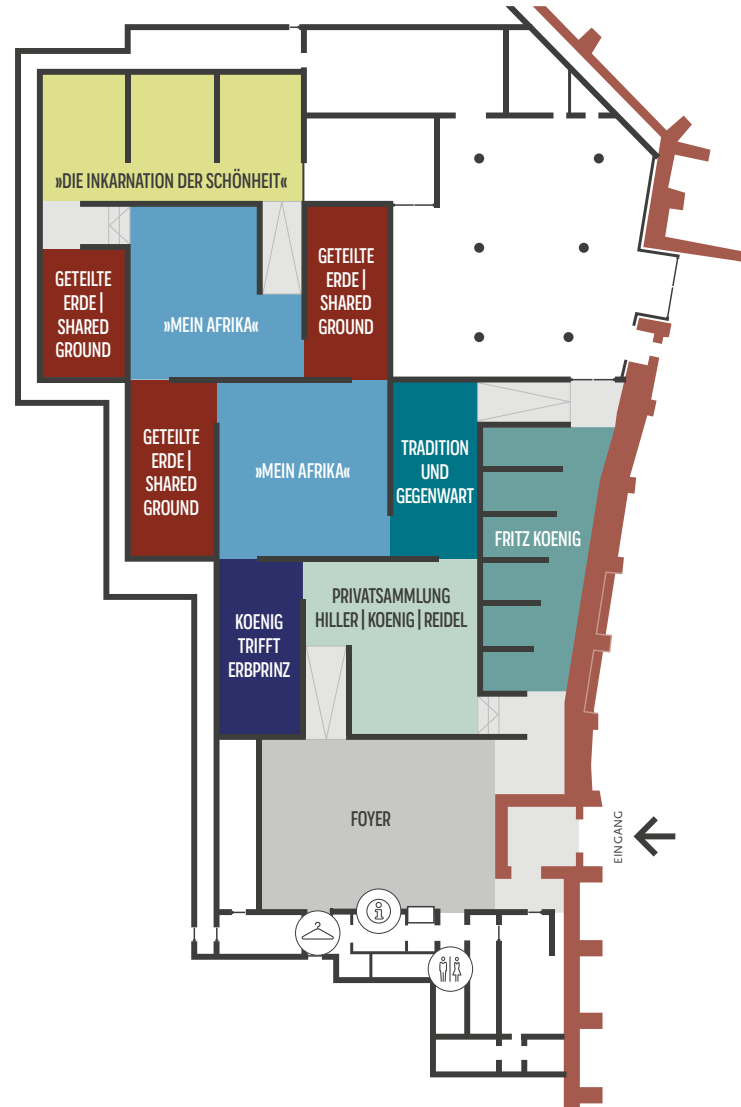 »DIE INKARNATION DER SCHÖNHEIT«
GETEILTE
ERDE |
SHARED
GROUND
»MEIN AFRIKA«
GETEILTE
ERDE |
SHARED
GROUND
GETEILTE
ERDE |
SHARED
GROUND
»MEIN AFRIKA«
TRADITION
UND
GEGENWART
FRITZ KOENIG
KOENIG
TRIFFT
ERBPRINZ
PRIVATSAMMLUNG
HILLER | KOENIG | REIDEL
FOYER
EINGANG
i